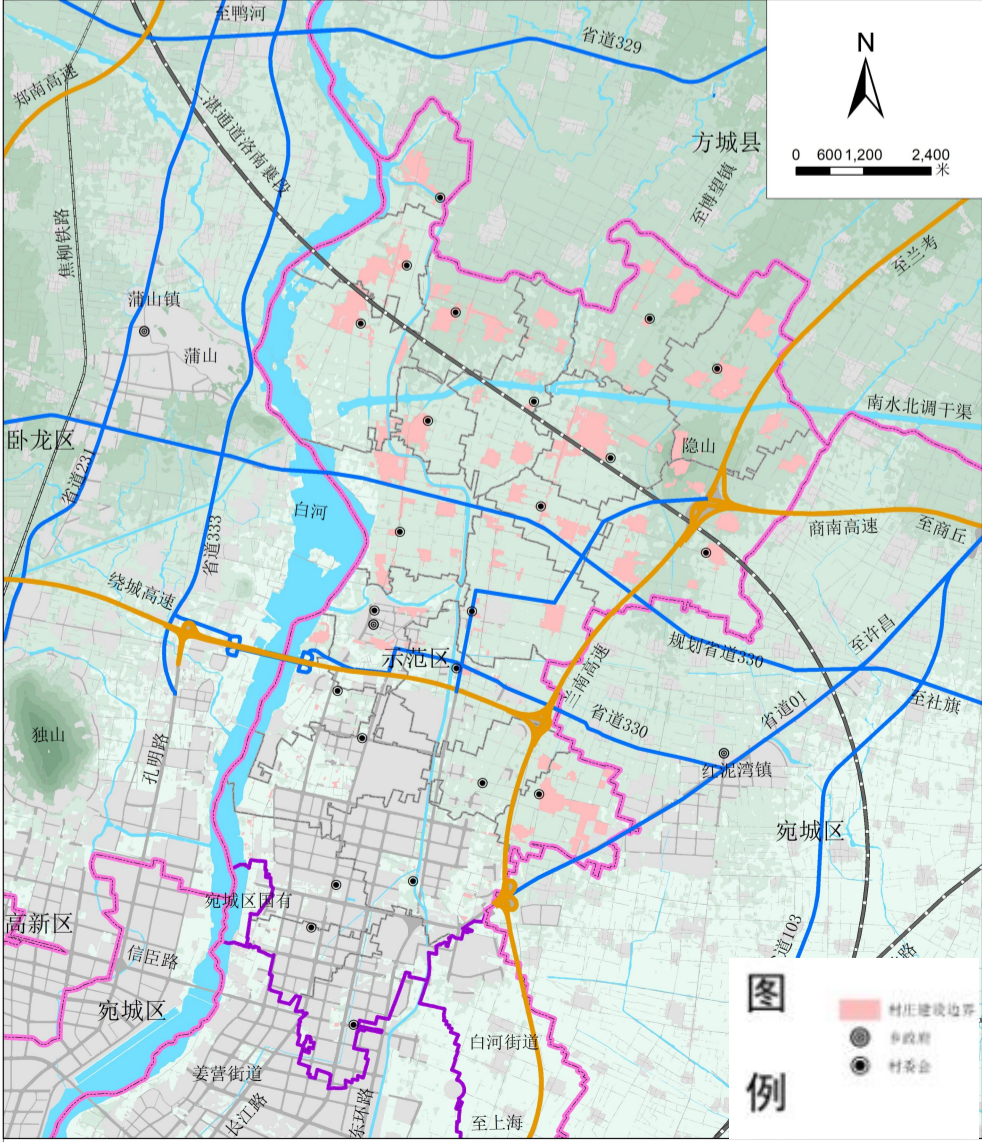 至鸭河
省道329
N
郑南高速
二湛通道洛南襄段
方城县
0 600 1,200 2,400
米
至博望镇
焦柳铁路
至兰考
蒲山镇
蒲山
南水北调干渠
卧龙区
隐山
省道231
白河
商南高速
至商丘
省道333
绕城高速
至许昌
规划省道330
示范区
兰南高速
至社旗
省道01
省道330
独山
孔明路
红泥湾镇
宛城区
宛城区国有
高新区
信臣路
道103
路
宛城区
白河街道
姜营街道
长江路
东环路
至上海
图
例
村庄建设边界
乡政府
村委会